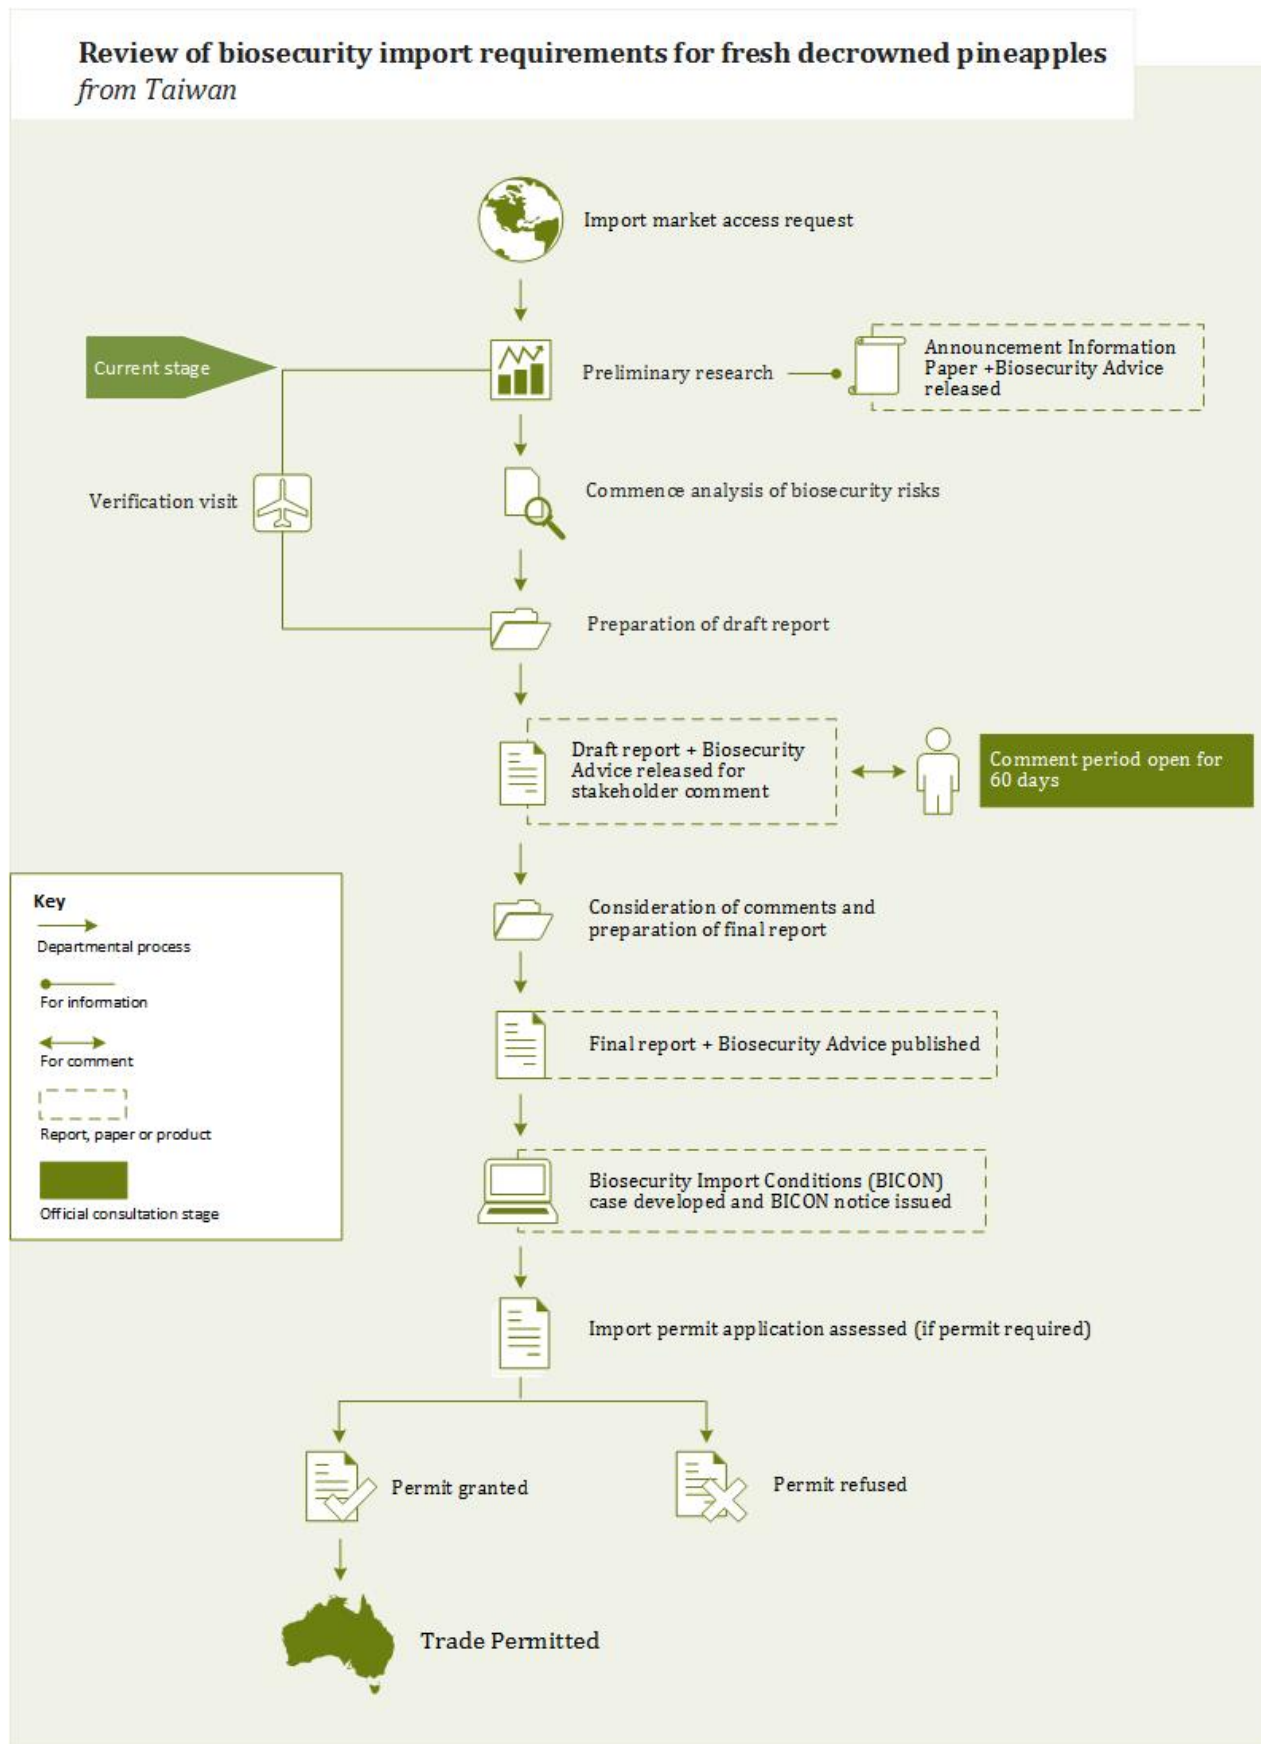 Review of biosecurity import requirements for fresh decrowned pineapples
from Taiwan
Import market access request
Current stage
Preliminary research
Announcement Information
Paper +Biosecurity Advice
released
Commence analysis of biosecurity risks
Verification visit
Preparation of draft report
Draft report + Biosecurity
Advice released for
stakeholder comment
Comment period open for
60 days
Key
Departmental process
For information
For comment
Report, paper or product
Official consultation stage
Consideration of comments and
preparation of final report
Final report + Biosecurity Advice published
Biosecurity Import Conditions (BICON)
case developed and BICON notice issued
Import permit application assessed (if permit required)
Permit granted
Permit refused
Trade Permitted